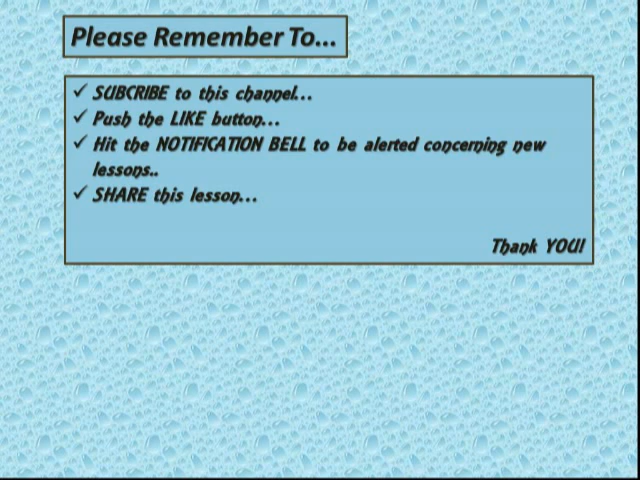 Please Remember To...
✓ SUBCRIBE to this channel...
✓ Push the LIKE button...
✓ Hit the NOTIFICATION BELL to be alerted concerning new
lessons..
✓ SHARE this lesson...
Thank YOU!